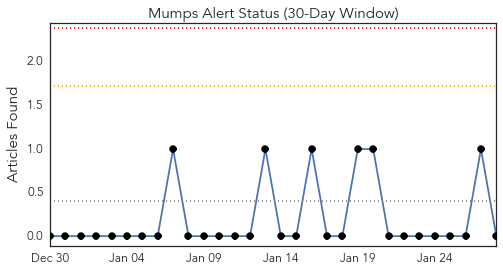 Mumps Alert Status (30-Day Window)
Articles Found
2.0
1.5
1.0
0.5
0.0
Dec 30 Jan 04 Jan 09 Jan 14 Jan 19 Jan 24